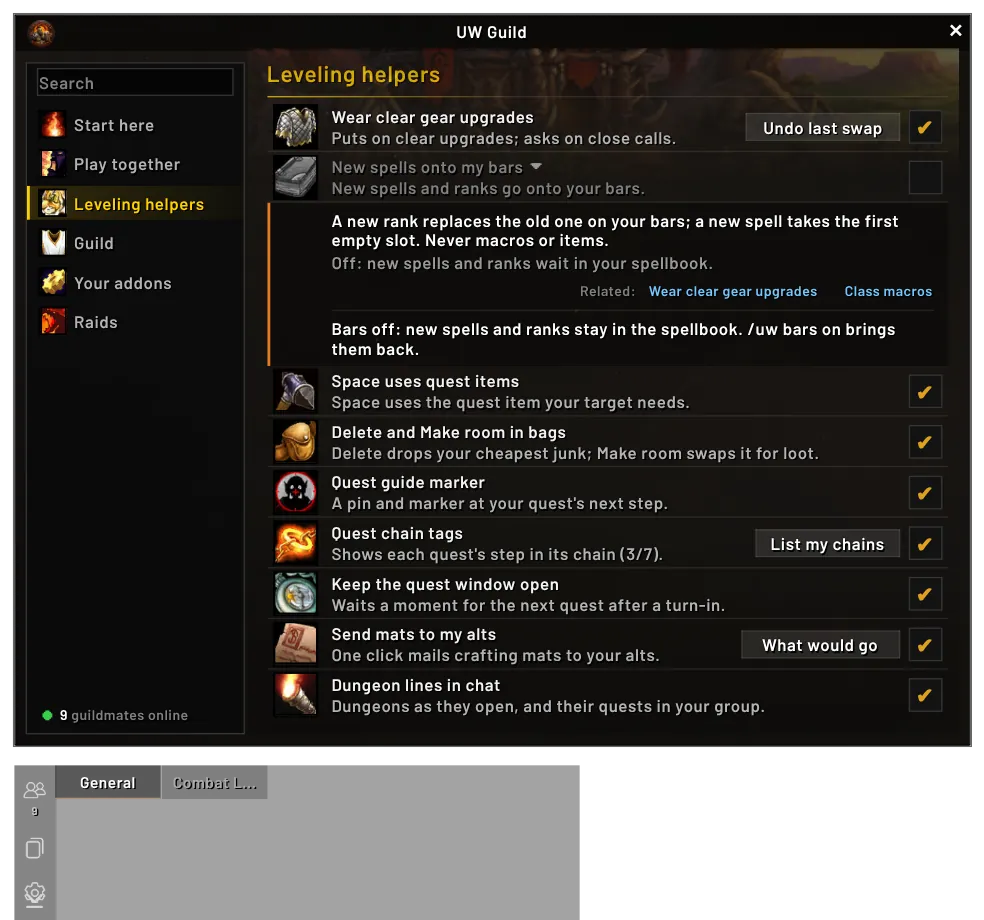 UW Guild
Search
Start here
Play together
Leveling helpers
Guild
Your addons
Raids
9 guildmates online
Leveling helpers
Wear clear gear upgrades
Puts on clear upgrades; asks on close calls.
Undo last swap
New spells onto my bars
New spells and ranks go onto your bars.
A new rank replaces the old one on your bars; a new spell takes the first
empty slot. Never macros or items.
Off: new spells and ranks wait in your spellbook.
Related: Wear clear gear upgrades Class macros
Bars off: new spells and ranks stay in the spellbook. /uw bars on brings
them back.
Space uses quest items
Space uses the quest item your target needs.
Delete and Make room in bags
Delete drops your cheapest junk; Make room swaps it for loot.
Quest guide marker
A pin and marker at your quest's next step.
Quest chain tags
Shows each quest's step in its chain (3/7).
List my chains
Keep the quest window open
Waits a moment for the next quest after a turn-in.
Send mats to my alts
One click mails crafting mats to your alts.
What would go
Dungeon lines in chat
Dungeons as they open, and their quests in your group.
General
Combat L...
9